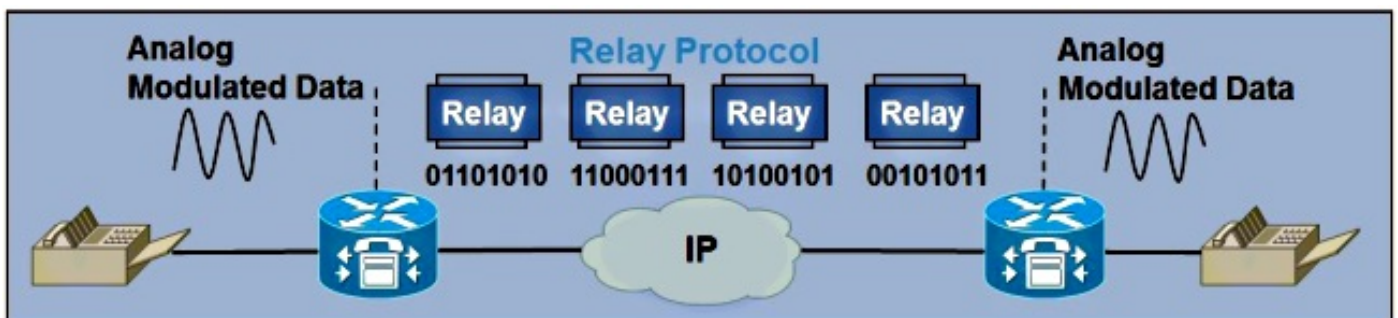 Analog
Modulated Data
Relay Protocol
Analog
Modulated Data
Relay Relay Relay Relay
01101010 11000111 10100101 00101011
IP